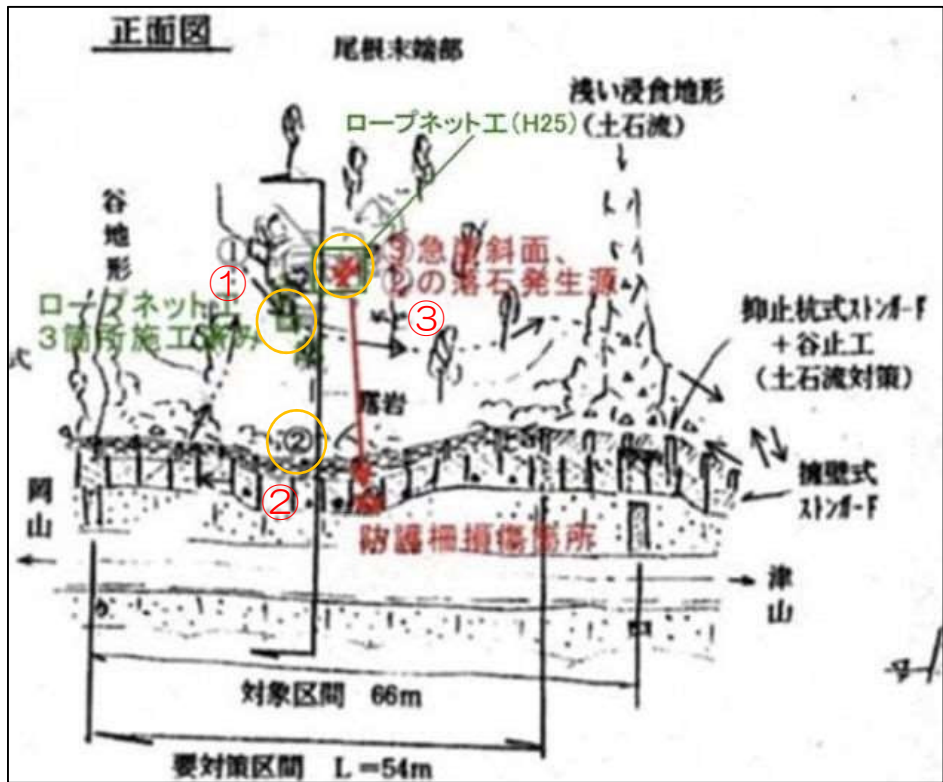 正面図
尾根末端部
浅い浸食地形
(土石流)
ロープネット工(H25)
谷地形
①
①
③急崖斜面、
②の落石発生源
③
ロープネット工
3箇所施工済み
式
抑止杭式ストンガード
+谷止工
(土石流対策)
落岩
②
②
擁壁式
ストンガード
防護柵損傷箇所
岡山
津山
対象区間 66m
要対策区間 L=54m